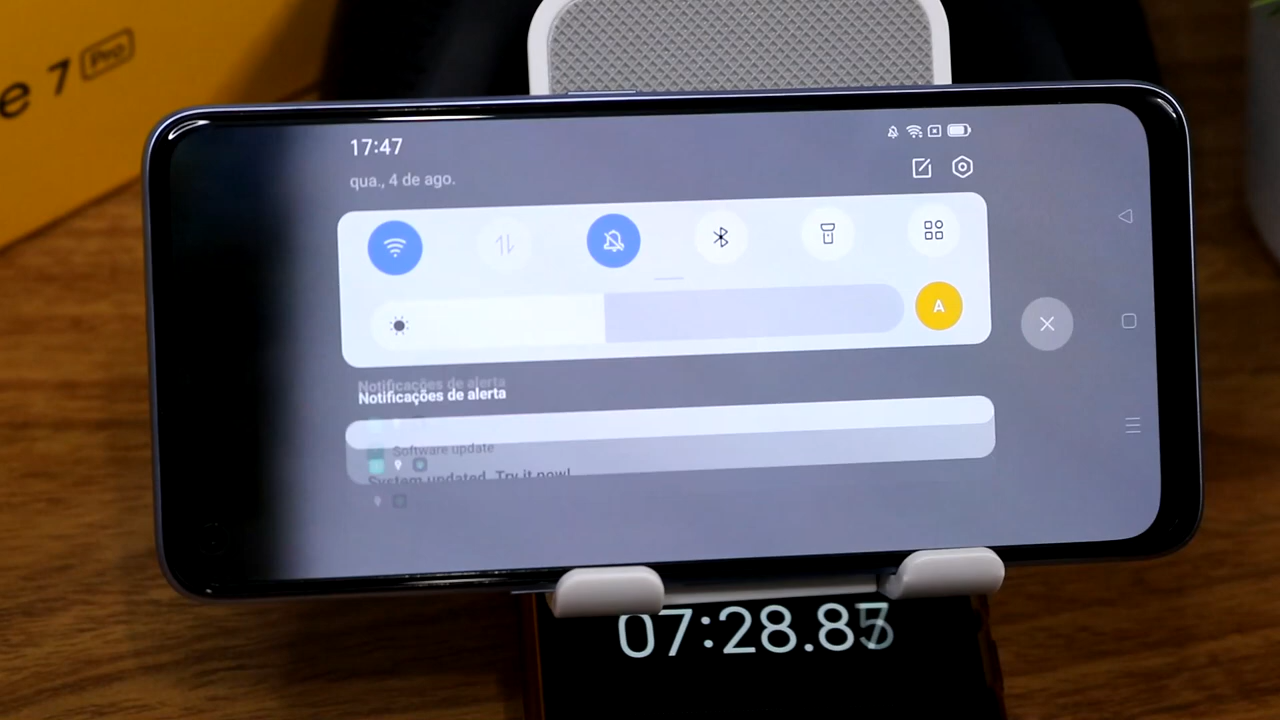 e 7 Pro
17:47
qua., 4 de ago.
A
Notificações de alerta
Notificações de alerta
Software update
System updated. Try it now!
07:28.8